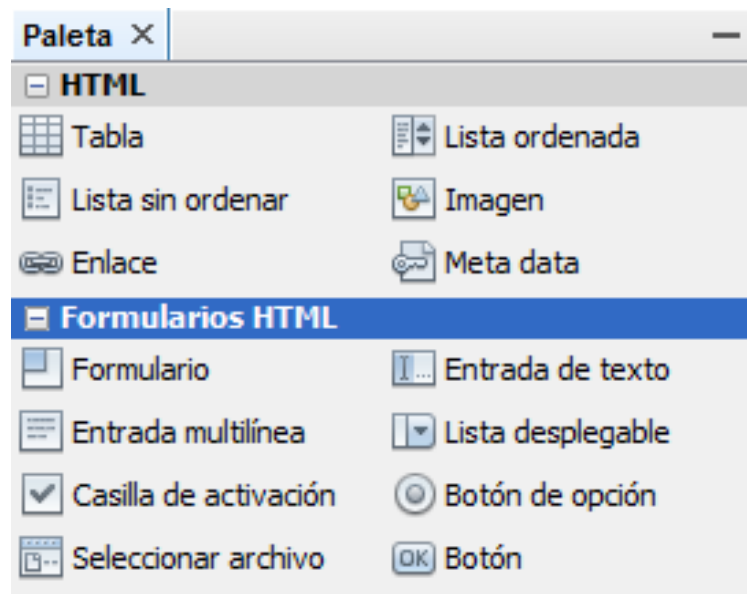 Paleta
HTML
Tabla Lista ordenada
Lista sin ordenar Imagen
Enlace Meta data
Formularios HTML
Formulario Entrada de texto
Entrada multilínea Lista desplegable
Casilla de activación Botón de opción
Seleccionar archivo OK Botón